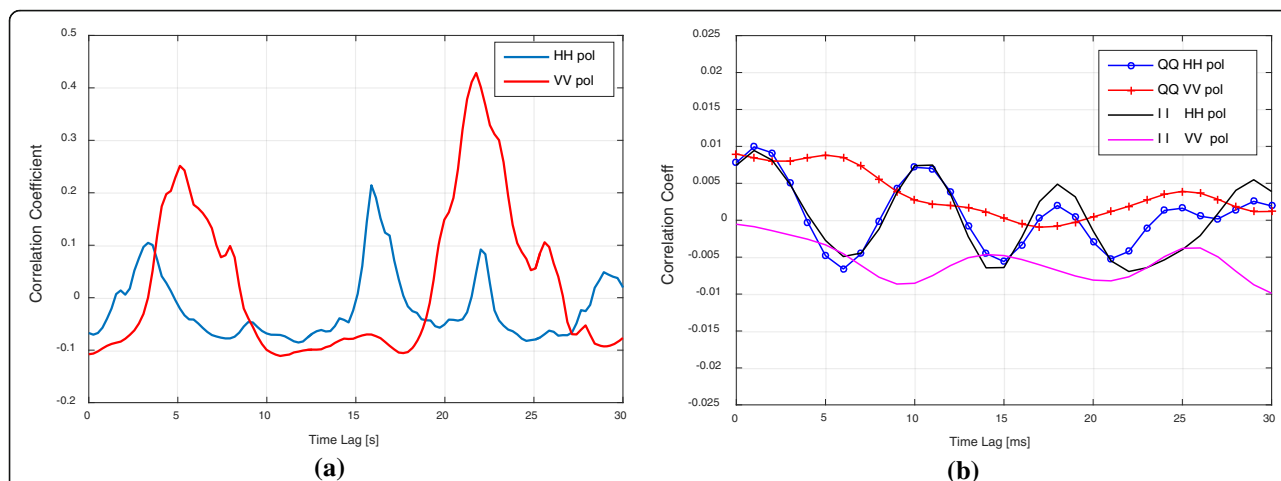 0.5
0.4
0.3
0.2
0.1
0
-0.1
-0.2
0 5 10 15 20 25 30
Correlation Coefficient
Time Lag [s]
HH pol
VV pol
(a)
0.025
0.02
0.015
0.01
0.005
0
-0.005
-0.01
-0.015
-0.02
-0.025
0 5 10 15 20 25 30
Correlation Coeff
Time Lag [ms]
QQ HH pol
QQ VV pol
I I HH pol
I I VV pol
(b)